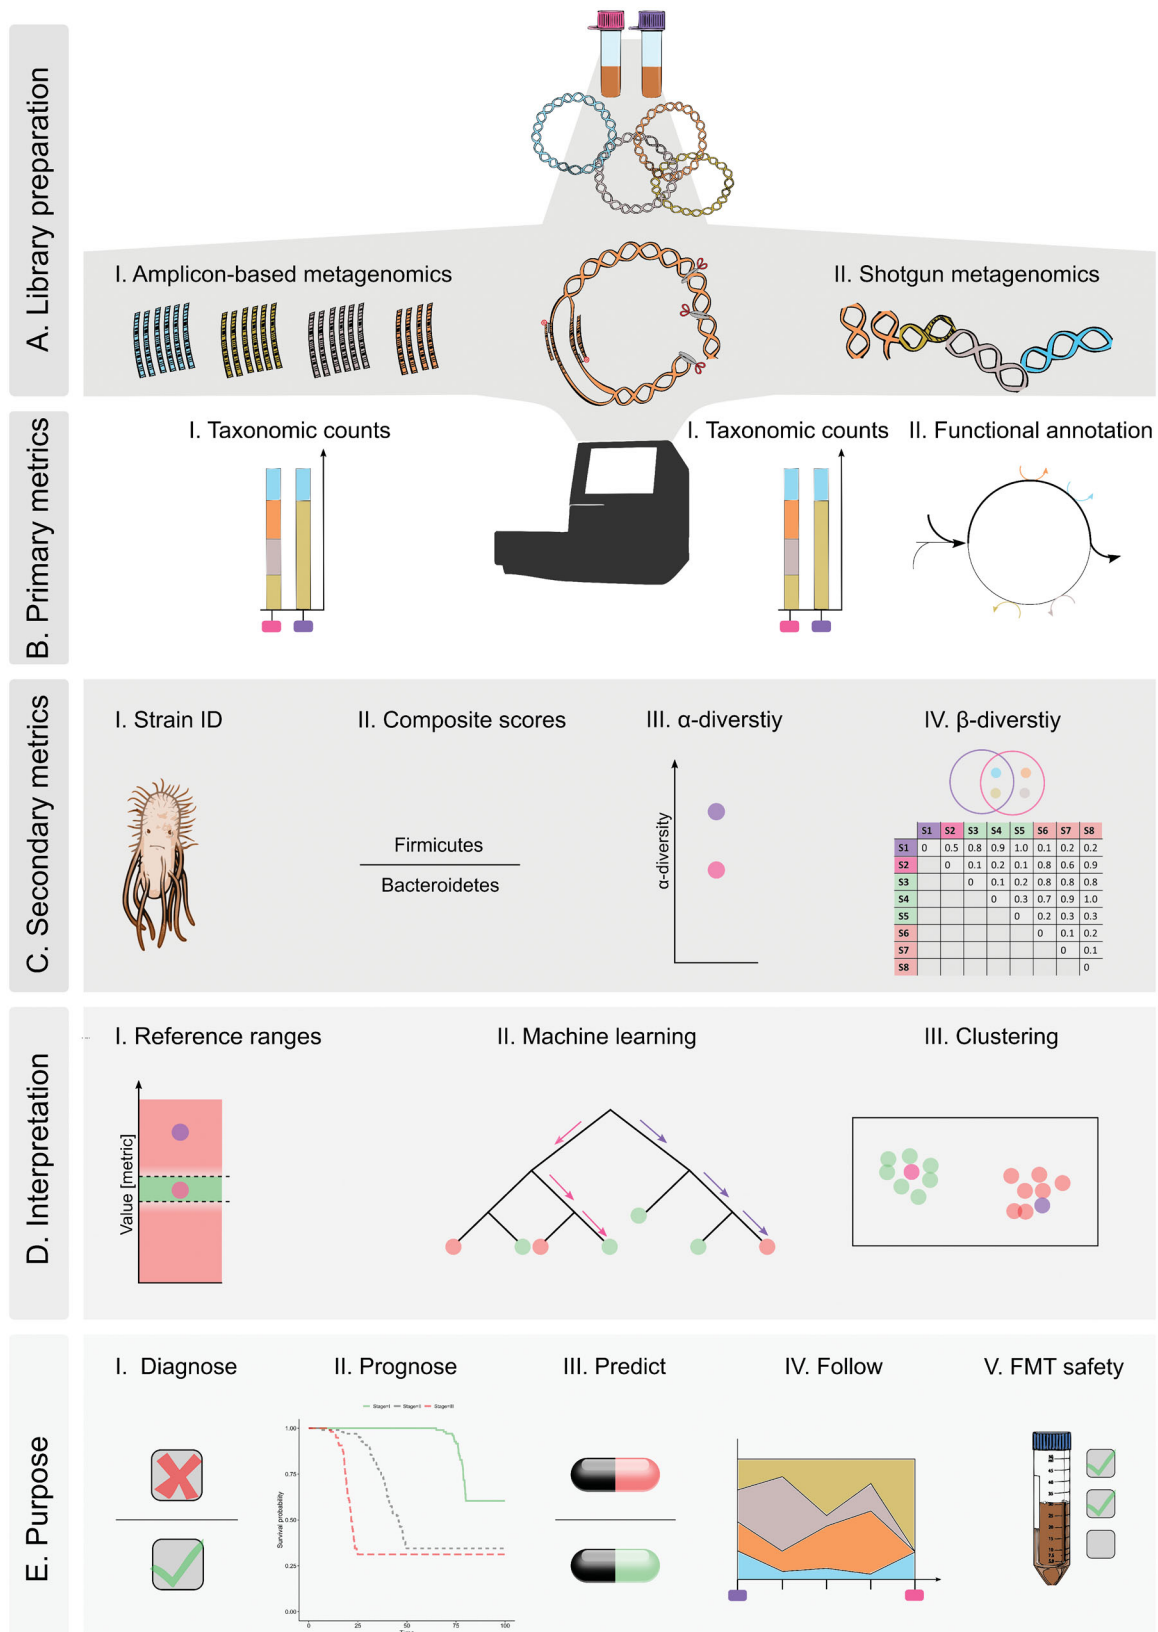 A. Library preparation
I. Amplicon-based metagenomics
II. Shotgun metagenomics
B. Primary metrics
I. Taxonomic counts
I. Taxonomic counts
II. Functional annotation
C. Secondary metrics
I. Strain ID
II. Composite scores
III. α-diverstiy
IV. β-diverstiy
Firmicutes
Bacteroidetes
α-diversity
S1 S2 S3 S4 S5 S6 S7 S8
S1 0 0.5 0.8 0.9 1.0 0.1 0.2 0.2
S2 0 0.1 0.2 0.1 0.8 0.6 0.9
S3 0 0.1 0.2 0.8 0.8 0.8
S4 0 0.3 0.7 0.9 1.0
S5 0 0.2 0.3 0.3
S6 0 0.1 0.2
S7 0 0.1
S8 0
D. Interpretation
I. Reference ranges
II. Machine learning
III. Clustering
Value [metric]
E. Purpose
I. Diagnose
II. Prognose
III. Predict
IV. Follow
V. FMT safety
Stage=I Stage=II Stage=III
Survival probability
1.00
0.75
0.50
0.25
0.00
0 25 50 75 100